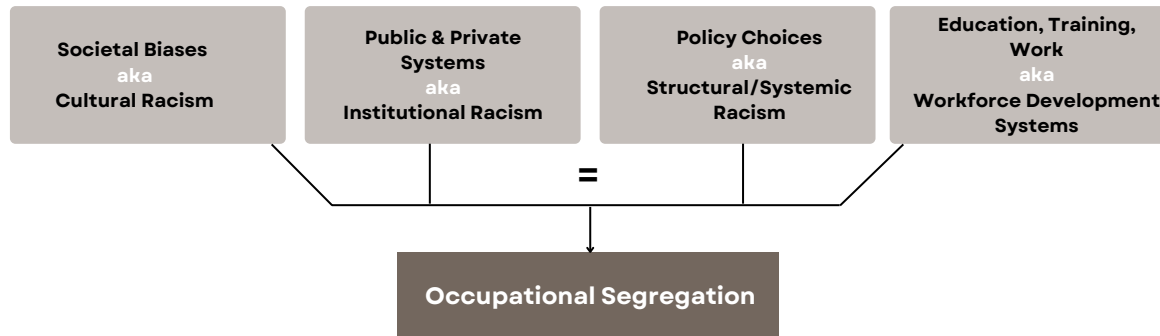 Societal Biases
aka
Cultural Racism
Public & Private
Systems
aka
Institutional Racism
Policy Choices
aka
Structural/Systemic
Racism
Education, Training,
Work
aka
Workforce Development
Systems
=
Occupational Segregation